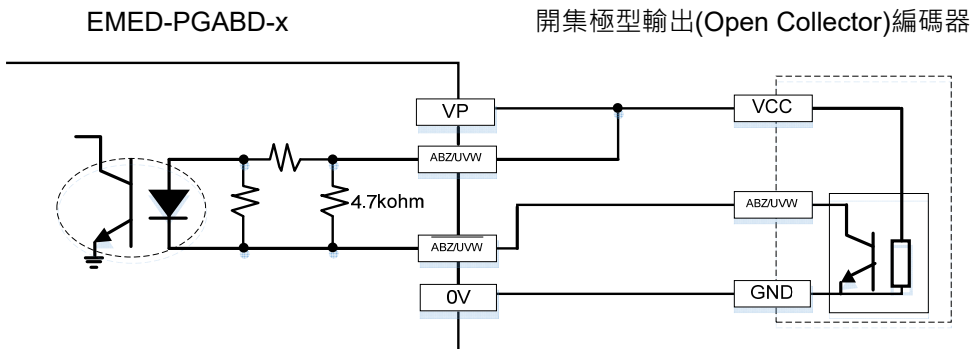 EMED-PGABD-x
開集極型輸出(Open Collector)編碼器
VP
VCC
ABZ/UVW
4.7kohm
ABZ/UVW
ABZ/UVW
0V
GND